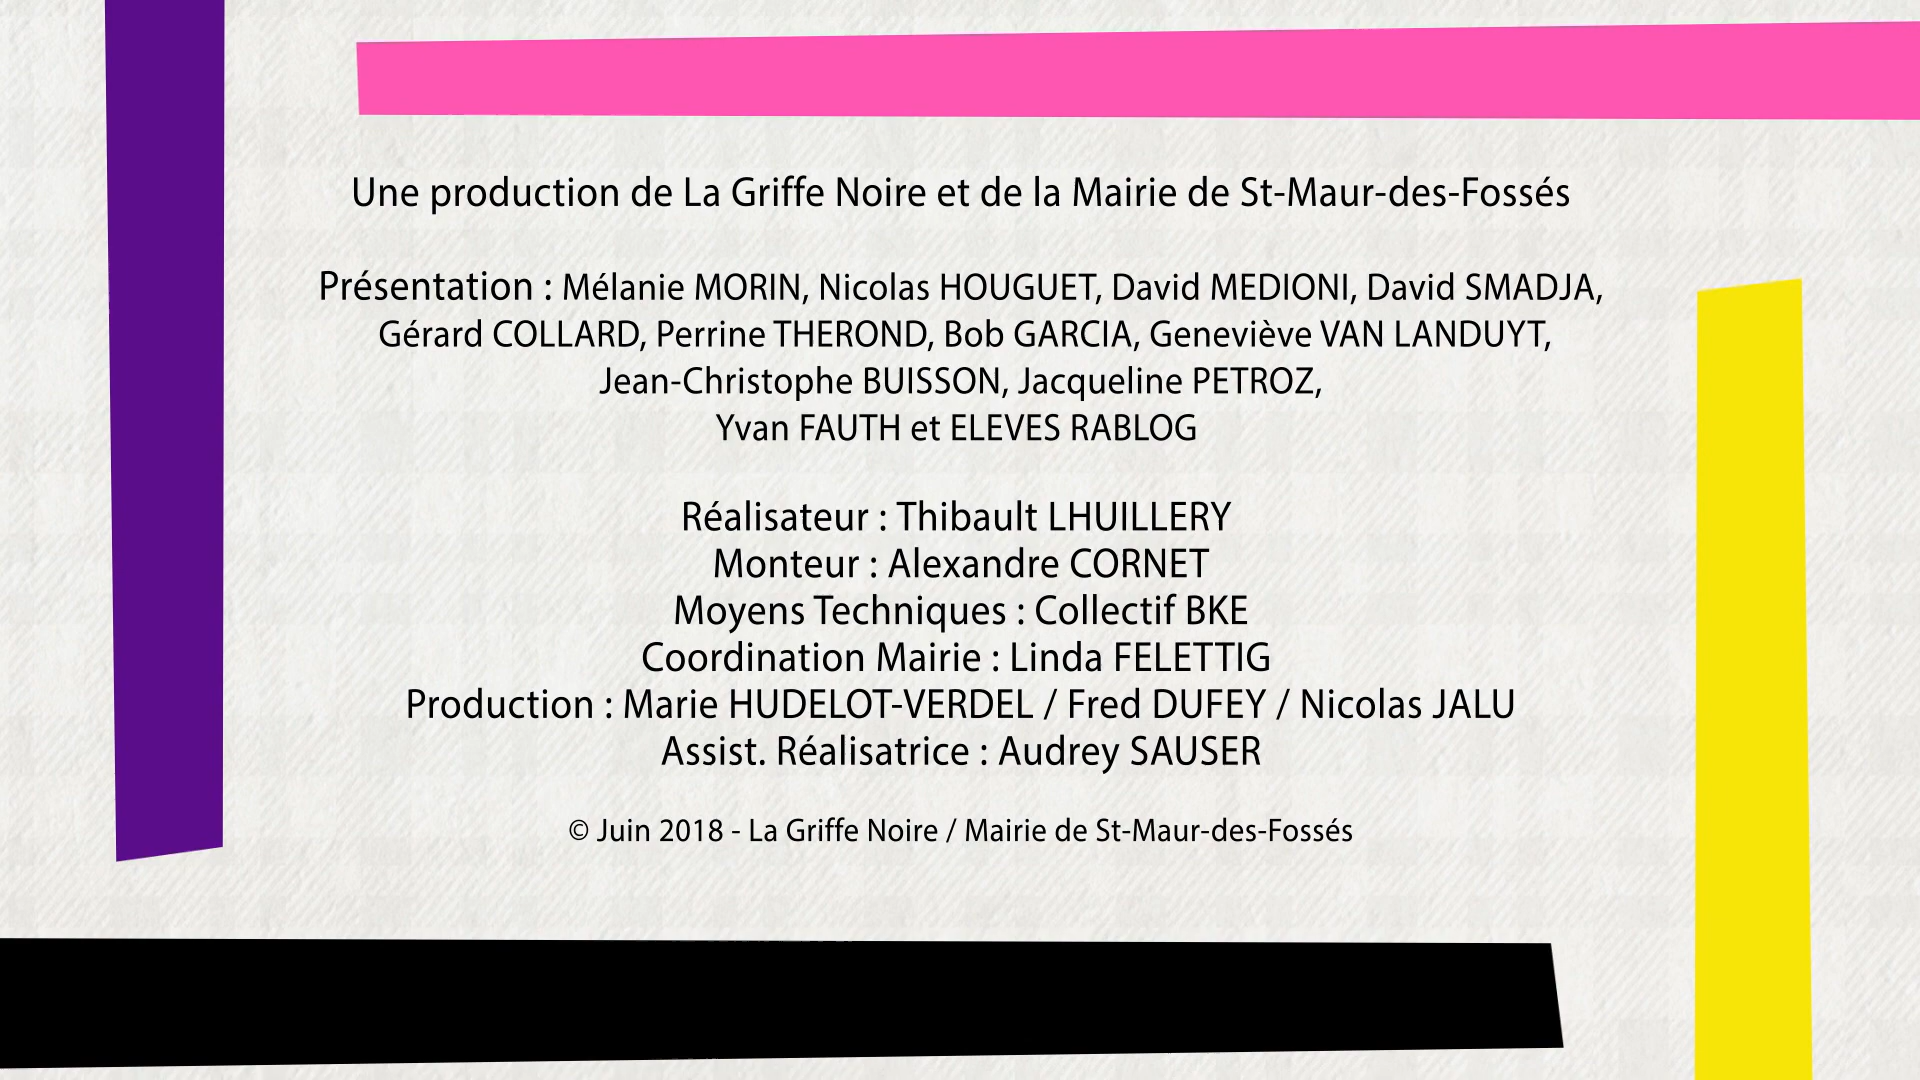 Une production de La Griffe Noire et de la Mairie de St-Maur-des-Fossés
Présentation : Mélanie MORIN, Nicolas HOUGUET, David MEDIONI, David SMADJA,
Gérard COLLARD, Perrine THEROND, Bob GARCIA, Geneviève VAN LANDUYT,
Jean-Christophe BUISSON, Jacqueline PETROZ,
Yvan FAUTH et ELEVES RABLOG
Réalisateur : Thibault LHUILLERY
Monteur : Alexandre CORNET
Moyens Techniques : Collectif BKE
Coordination Mairie : Linda FELETTIG
Production : Marie HUDELOT-VERDEL / Fred DUFEY / Nicolas JALU
Assist. Réalisatrice : Audrey SAUSER
© Juin 2018 - La Griffe Noire / Mairie de St-Maur-des-Fossés